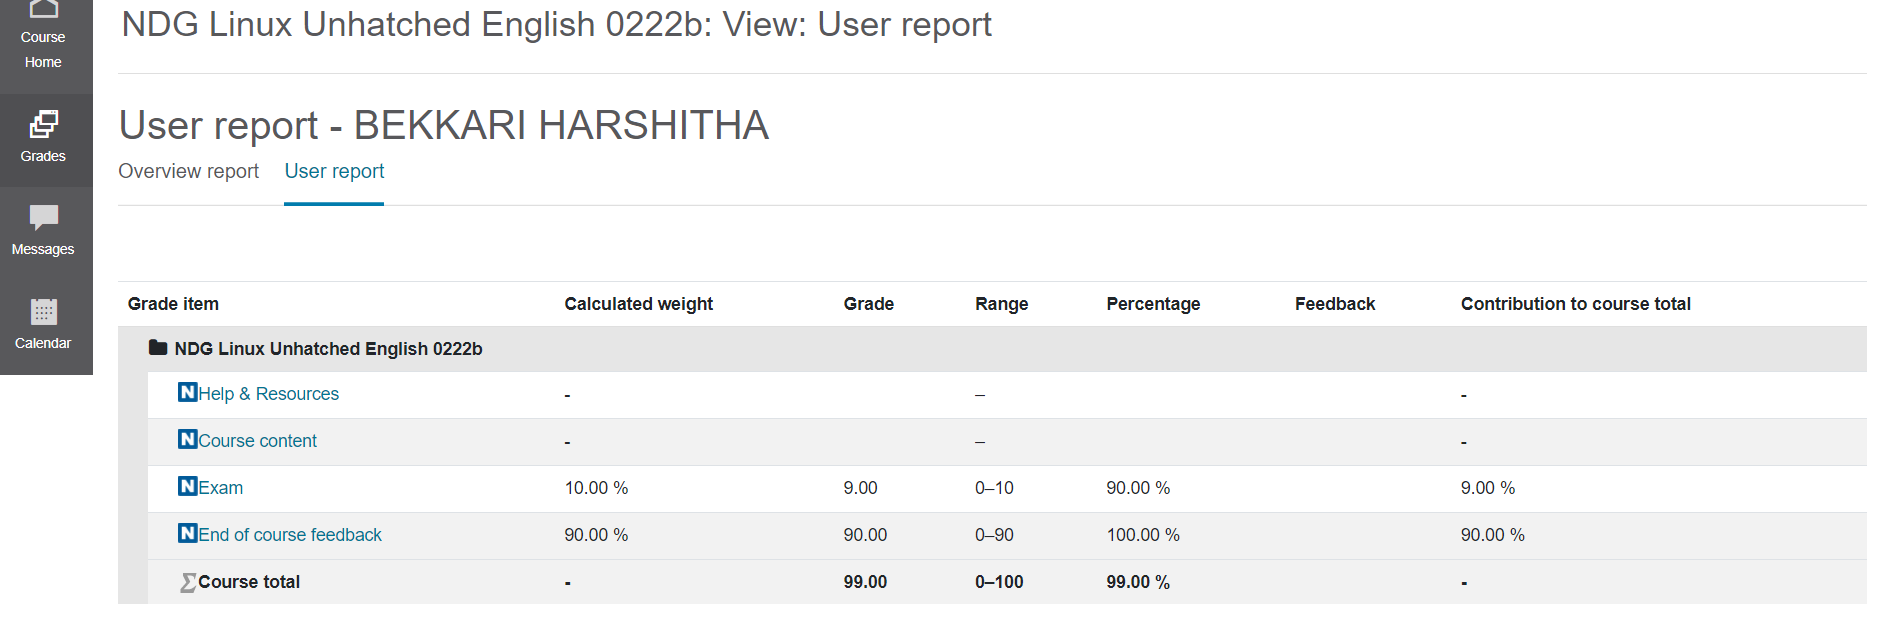 NDG Linux Unhatched English 0222b: View: User report
Course
Home
Grades
Messages
Calendar
User report - BEKKARI HARSHITHA
Overview report User report
Grade item Calculated weight Grade Range Percentage Feedback Contribution to course total
NDG Linux Unhatched English 0222b
N Help & Resources - – -
N Course content - – -
N Exam 10.00 % 9.00 0–10 90.00 % 9.00 %
N End of course feedback 90.00 % 90.00 0–90 100.00 % 90.00 %
Σ Course total - 99.00 0–100 99.00 % -